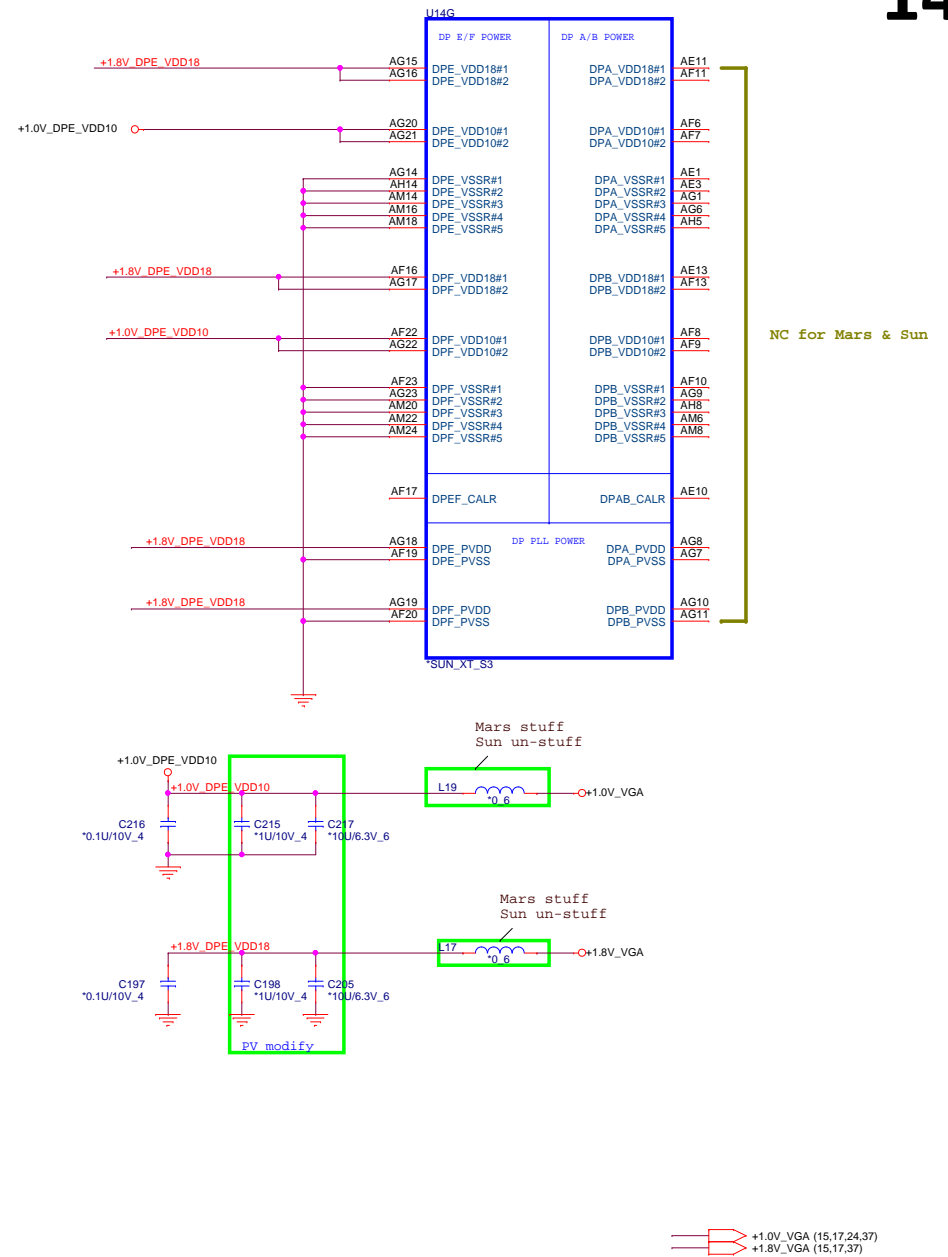 14
U14G
DP E/F POWER DP A/B POWER
+1.8V_DPE_VDD18 AG15 DPE_VDD18#1 DPA_VDD18#1 AE11
AG16 DPE_VDD18#2 DPA_VDD18#2 AF11
+1.0V_DPE_VDD10 AG20 DPE_VDD10#1 DPA_VDD10#1 AF6
AG21 DPE_VDD10#2 DPA_VDD10#2 AF7
AG14 DPE_VSSR#1 DPA_VSSR#1 AE1
AH14 DPE_VSSR#2 DPA_VSSR#2 AE3
AM14 DPE_VSSR#3 DPA_VSSR#3 AG1
AM16 DPE_VSSR#4 DPA_VSSR#4 AG6
AM18 DPE_VSSR#5 DPA_VSSR#5 AH5
+1.8V_DPE_VDD18 AF16 DPF_VDD18#1 DPB_VDD18#1 AE13
AG17 DPF_VDD18#2 DPB_VDD18#2 AF13
+1.0V_DPE_VDD10 AF22 DPF_VDD10#1 DPB_VDD10#1 AF8
AG22 DPF_VDD10#2 DPB_VDD10#2 AF9
NC for Mars & Sun
AF23 DPF_VSSR#1 DPB_VSSR#1 AF10
AG23 DPF_VSSR#2 DPB_VSSR#2 AG9
AM20 DPF_VSSR#3 DPB_VSSR#3 AH8
AM22 DPF_VSSR#4 DPB_VSSR#4 AM6
AM24 DPF_VSSR#5 DPB_VSSR#5 AM8
AF17 DPEF_CALR DPAB_CALR AE10
DP PLL POWER
+1.8V_DPE_VDD18 AG18 DPE_PVDD DPA_PVDD AG8
AF19 DPE_PVSS DPA_PVSS AG7
+1.8V_DPE_VDD18 AG19 DPF_PVDD DPB_PVDD AG10
AF20 DPF_PVSS DPB_PVSS AG11
*SUN_XT_S3
Mars stuff
Sun un-stuff
+1.0V_DPE_VDD10
+1.0V_DPE_VDD10 L19 *0_6 +1.0V_VGA
C216 C215 C217
*0.1U/10V_4 *1U/10V_4 *10U/6.3V_6
Mars stuff
Sun un-stuff
+1.8V_DPE_VDD18 L17 *0_6 +1.8V_VGA
C197 C198 C205
*0.1U/10V_4 *1U/10V_4 *10U/6.3V_6
PV modify
+1.0V_VGA (15,17,24,37)
+1.8V_VGA (15,17,37)